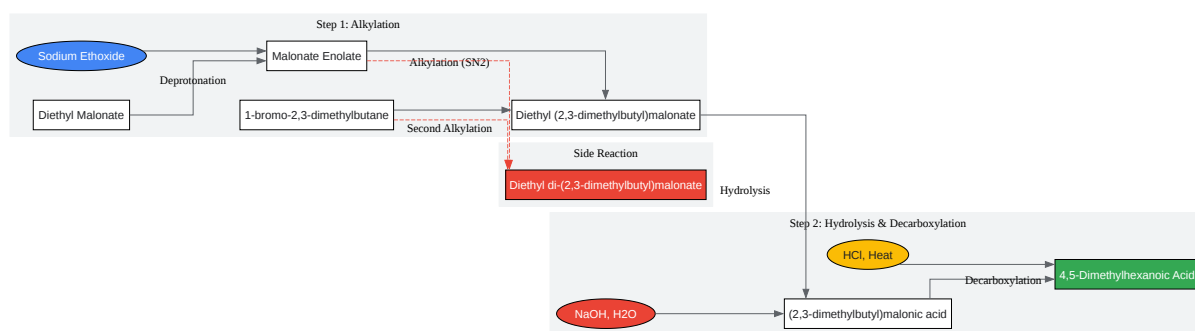 Step 1: Alkylation
Sodium Ethoxide
Malonate Enolate
Alkylation (SN2)
Deprotonation
Diethyl Malonate
1-bromo-2,3-dimethylbutane
Diethyl (2,3-dimethylbutyl)malonate
Second Alkylation
Side Reaction
Diethyl di-(2,3-dimethylbutyl)malonate
Hydrolysis
Step 2: Hydrolysis & Decarboxylation
HCl, Heat
4,5-Dimethylhexanoic Acid
Decarboxylation
NaOH, H2O
(2,3-dimethylbutyl)malonic acid